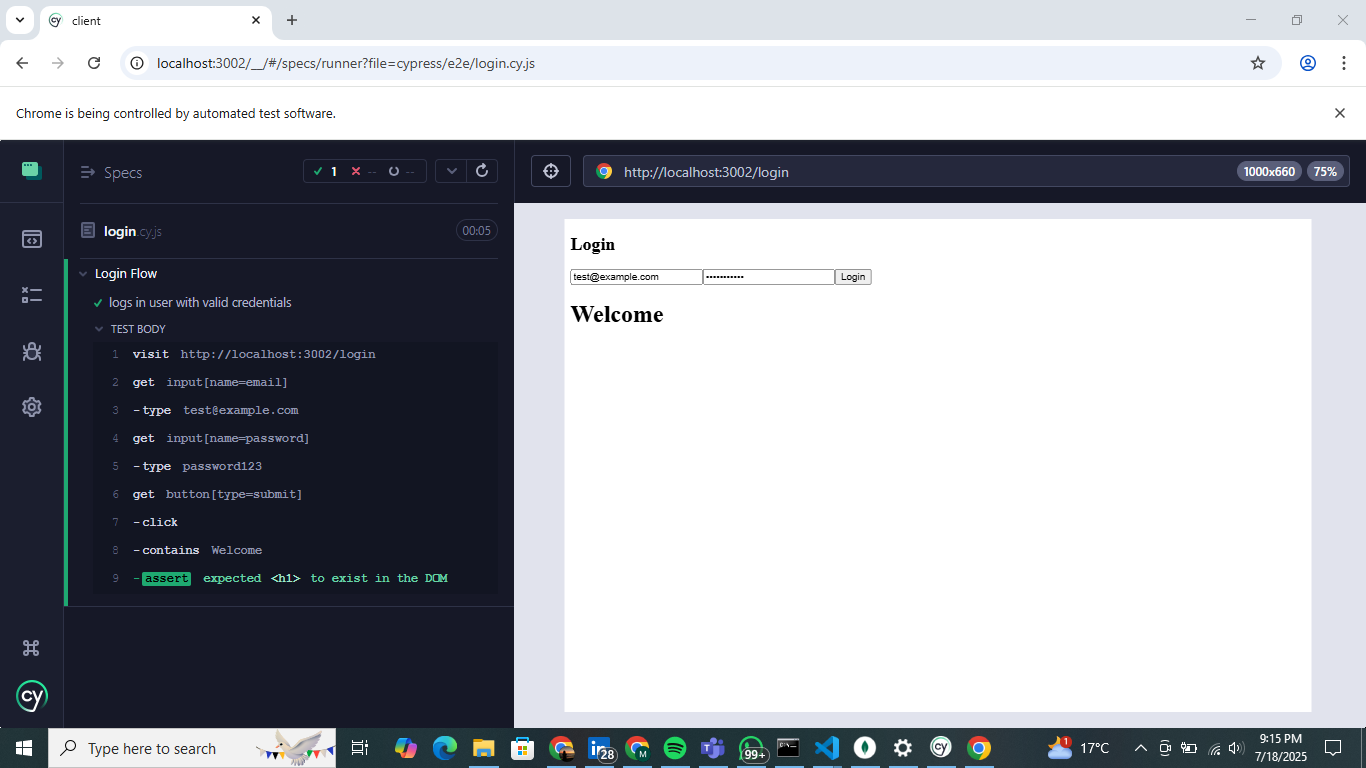 client
localhost:3002/__/#/specs/runner?file=cypress/e2e/login.cy.js
Chrome is being controlled by automated test software.
Specs
1 -- --
http://localhost:3002/login
1000x660
75%
login.cy.js
00:05
Login Flow
logs in user with valid credentials
TEST BODY
1 visit http://localhost:3002/login
2 get input[name=email]
3 -type test@example.com
4 get input[name=password]
5 -type password123
6 get button[type=submit]
7 -click
8 -contains Welcome
9 -assert expected <h1> to exist in the DOM
Login
test@example.com
••••••••••• Login
Welcome
cy
Type here to search
28
M
99+
cy
1
17°C
9:15 PM
7/18/2025